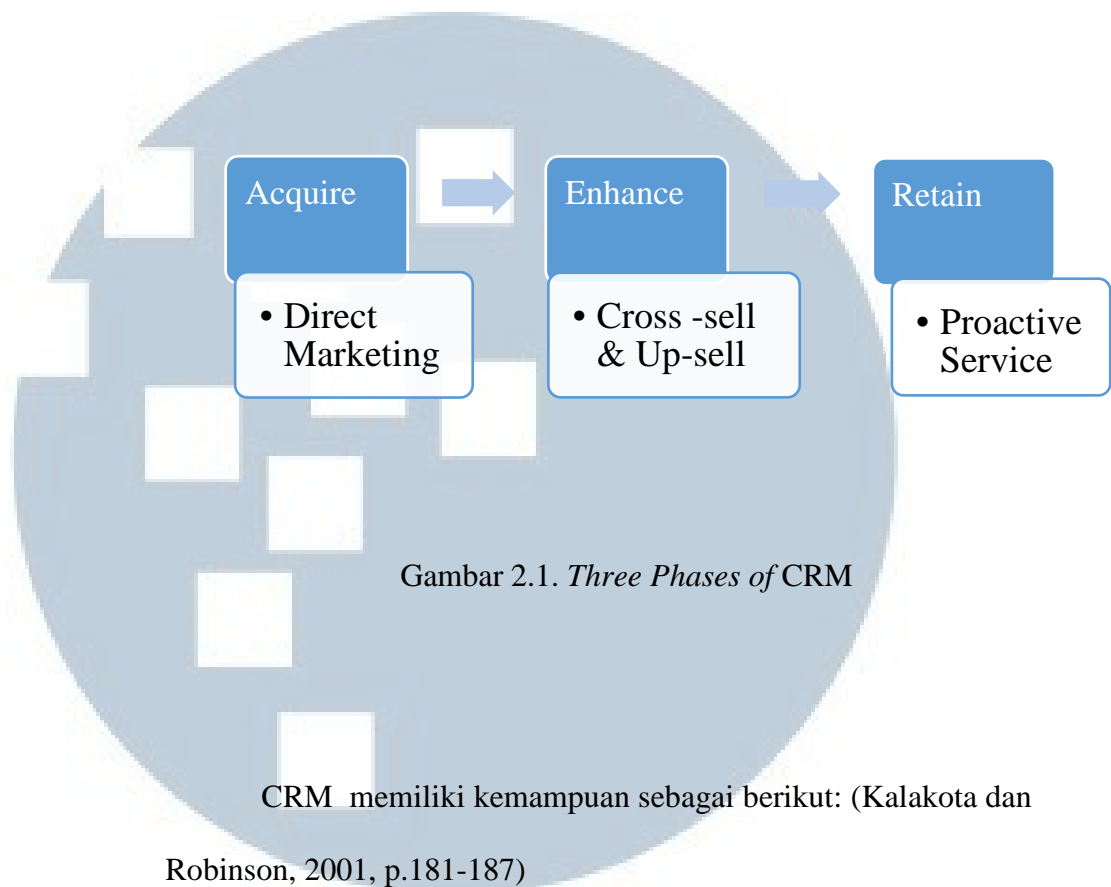 Acquire
• Direct
Marketing
Enhance
• Cross -sell
& Up-sell
Retain
• Proactive
Service
Gambar 2.1. Three Phases of CRM
CRM memiliki kemampuan sebagai berikut: (Kalakota dan
Robinson, 2001, p.181-187)